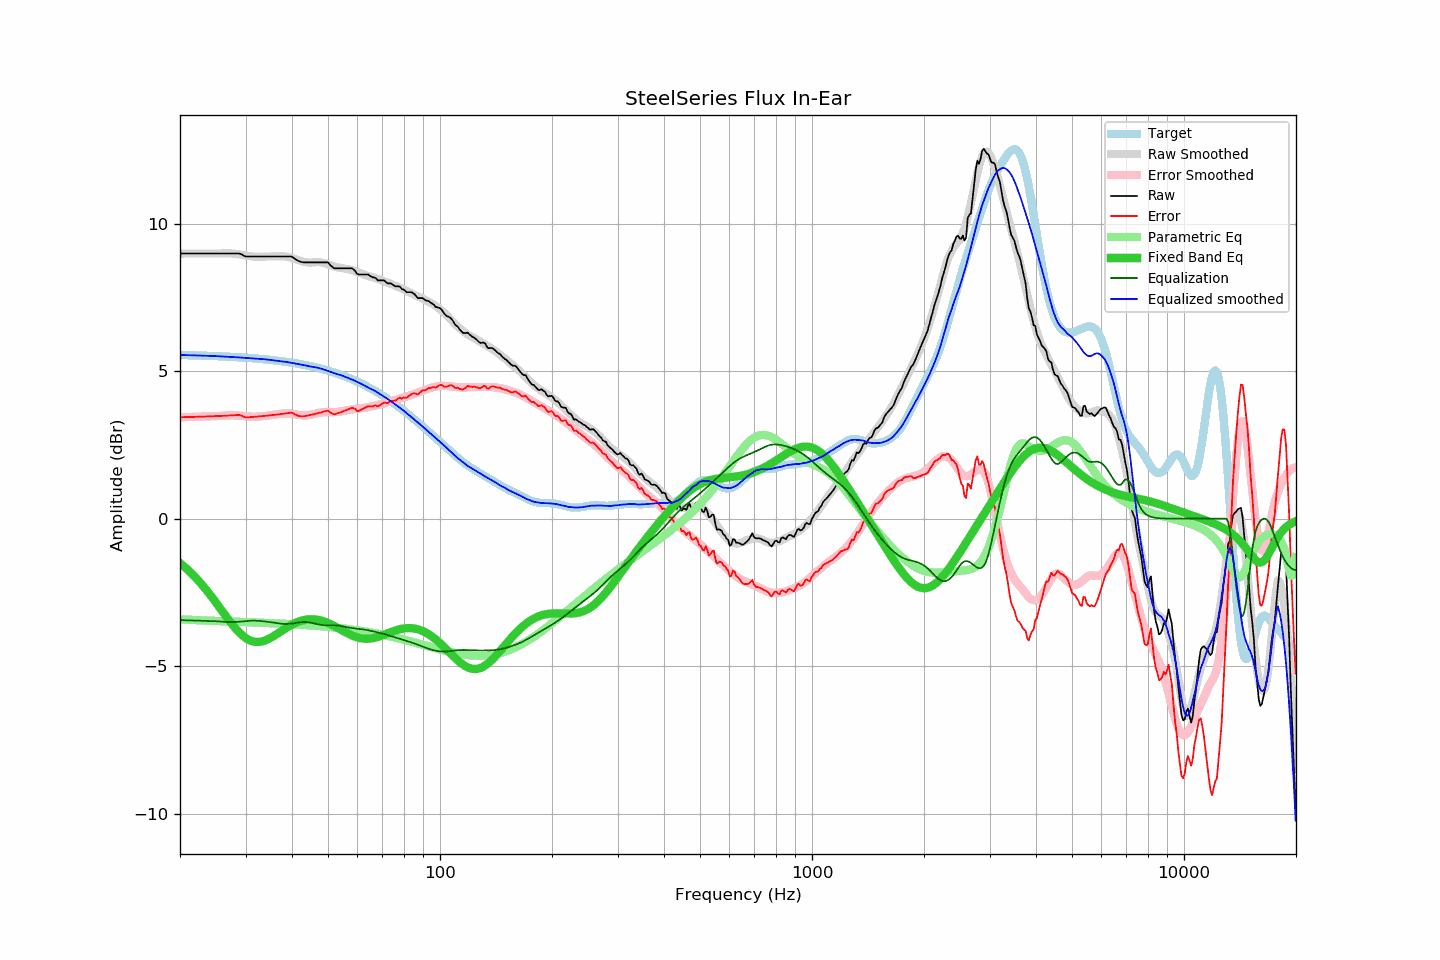 SteelSeries Flux In-Ear
Target
Raw Smoothed
Error Smoothed
Raw
Error
Parametric Eq
Fixed Band Eq
Equalization
Equalized smoothed
Amplitude (dBr)
10
5
0
−5
−10
100
1000
10000
Frequency (Hz)